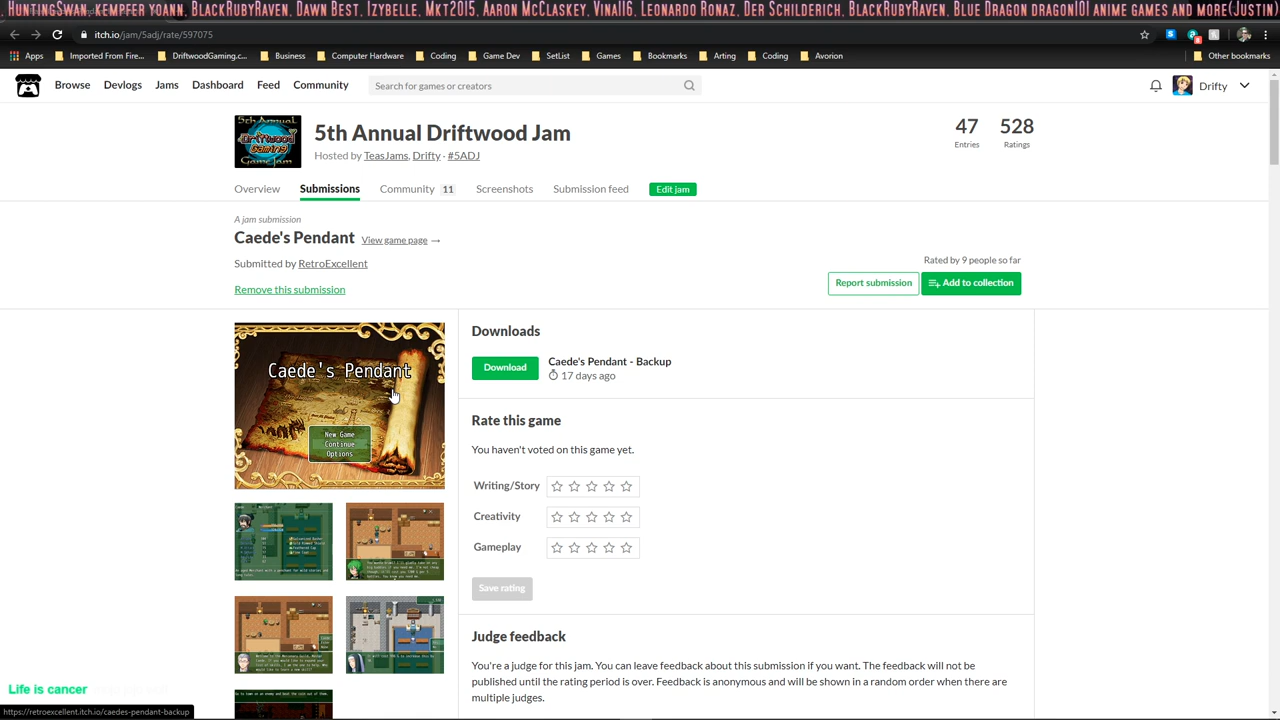 HuntingSwan, Kempfer Yoann, BlackRubyRaven, Dawn Best, Izybelle, Mkt2015, Aaron McClaskey, Vinal16, Leonardo Ronaz, Der Schilderich, BlackRubyRaven, Blue Dragon dragon101 anime games and more(Justin)
itch.io/jam/5adj/rate/597075
Apps Imported From Fire... DriftwoodGaming.c... Business Computer Hardware Coding Game Dev SetList Games Bookmarks Arting Coding Avorion Other bookmarks
Browse Devlogs Jams Dashboard Feed Community Search for games or creators Drifty
5th Annual
Driftwood
Gaming
Game Jam
5th Annual Driftwood Jam
Hosted by TeasJams, Drifty · #5ADJ
47 528
Entries Ratings
Overview Submissions Community 11 Screenshots Submission feed Edit jam
A jam submission
Caede's Pendant View game page →
Submitted by RetroExcellent
Rated by 9 people so far
Remove this submission
Report submission Add to collection
Caede's Pendant
New Game
Continue
Options
Downloads
Download Caede's Pendant - Backup
17 days ago
Rate this game
You haven't voted on this game yet.
Writing/Story
Creativity
Gameplay
Save rating
Judge feedback
You're a judge for this jam. You can leave feedback for this submission if you want. The feedback will not be
published until the rating period is over. Feedback is anonymous and will be shown in a random order when there are
multiple judges.
Life is cancer
https://retroexcellent.itch.io/caedes-pendant-backup